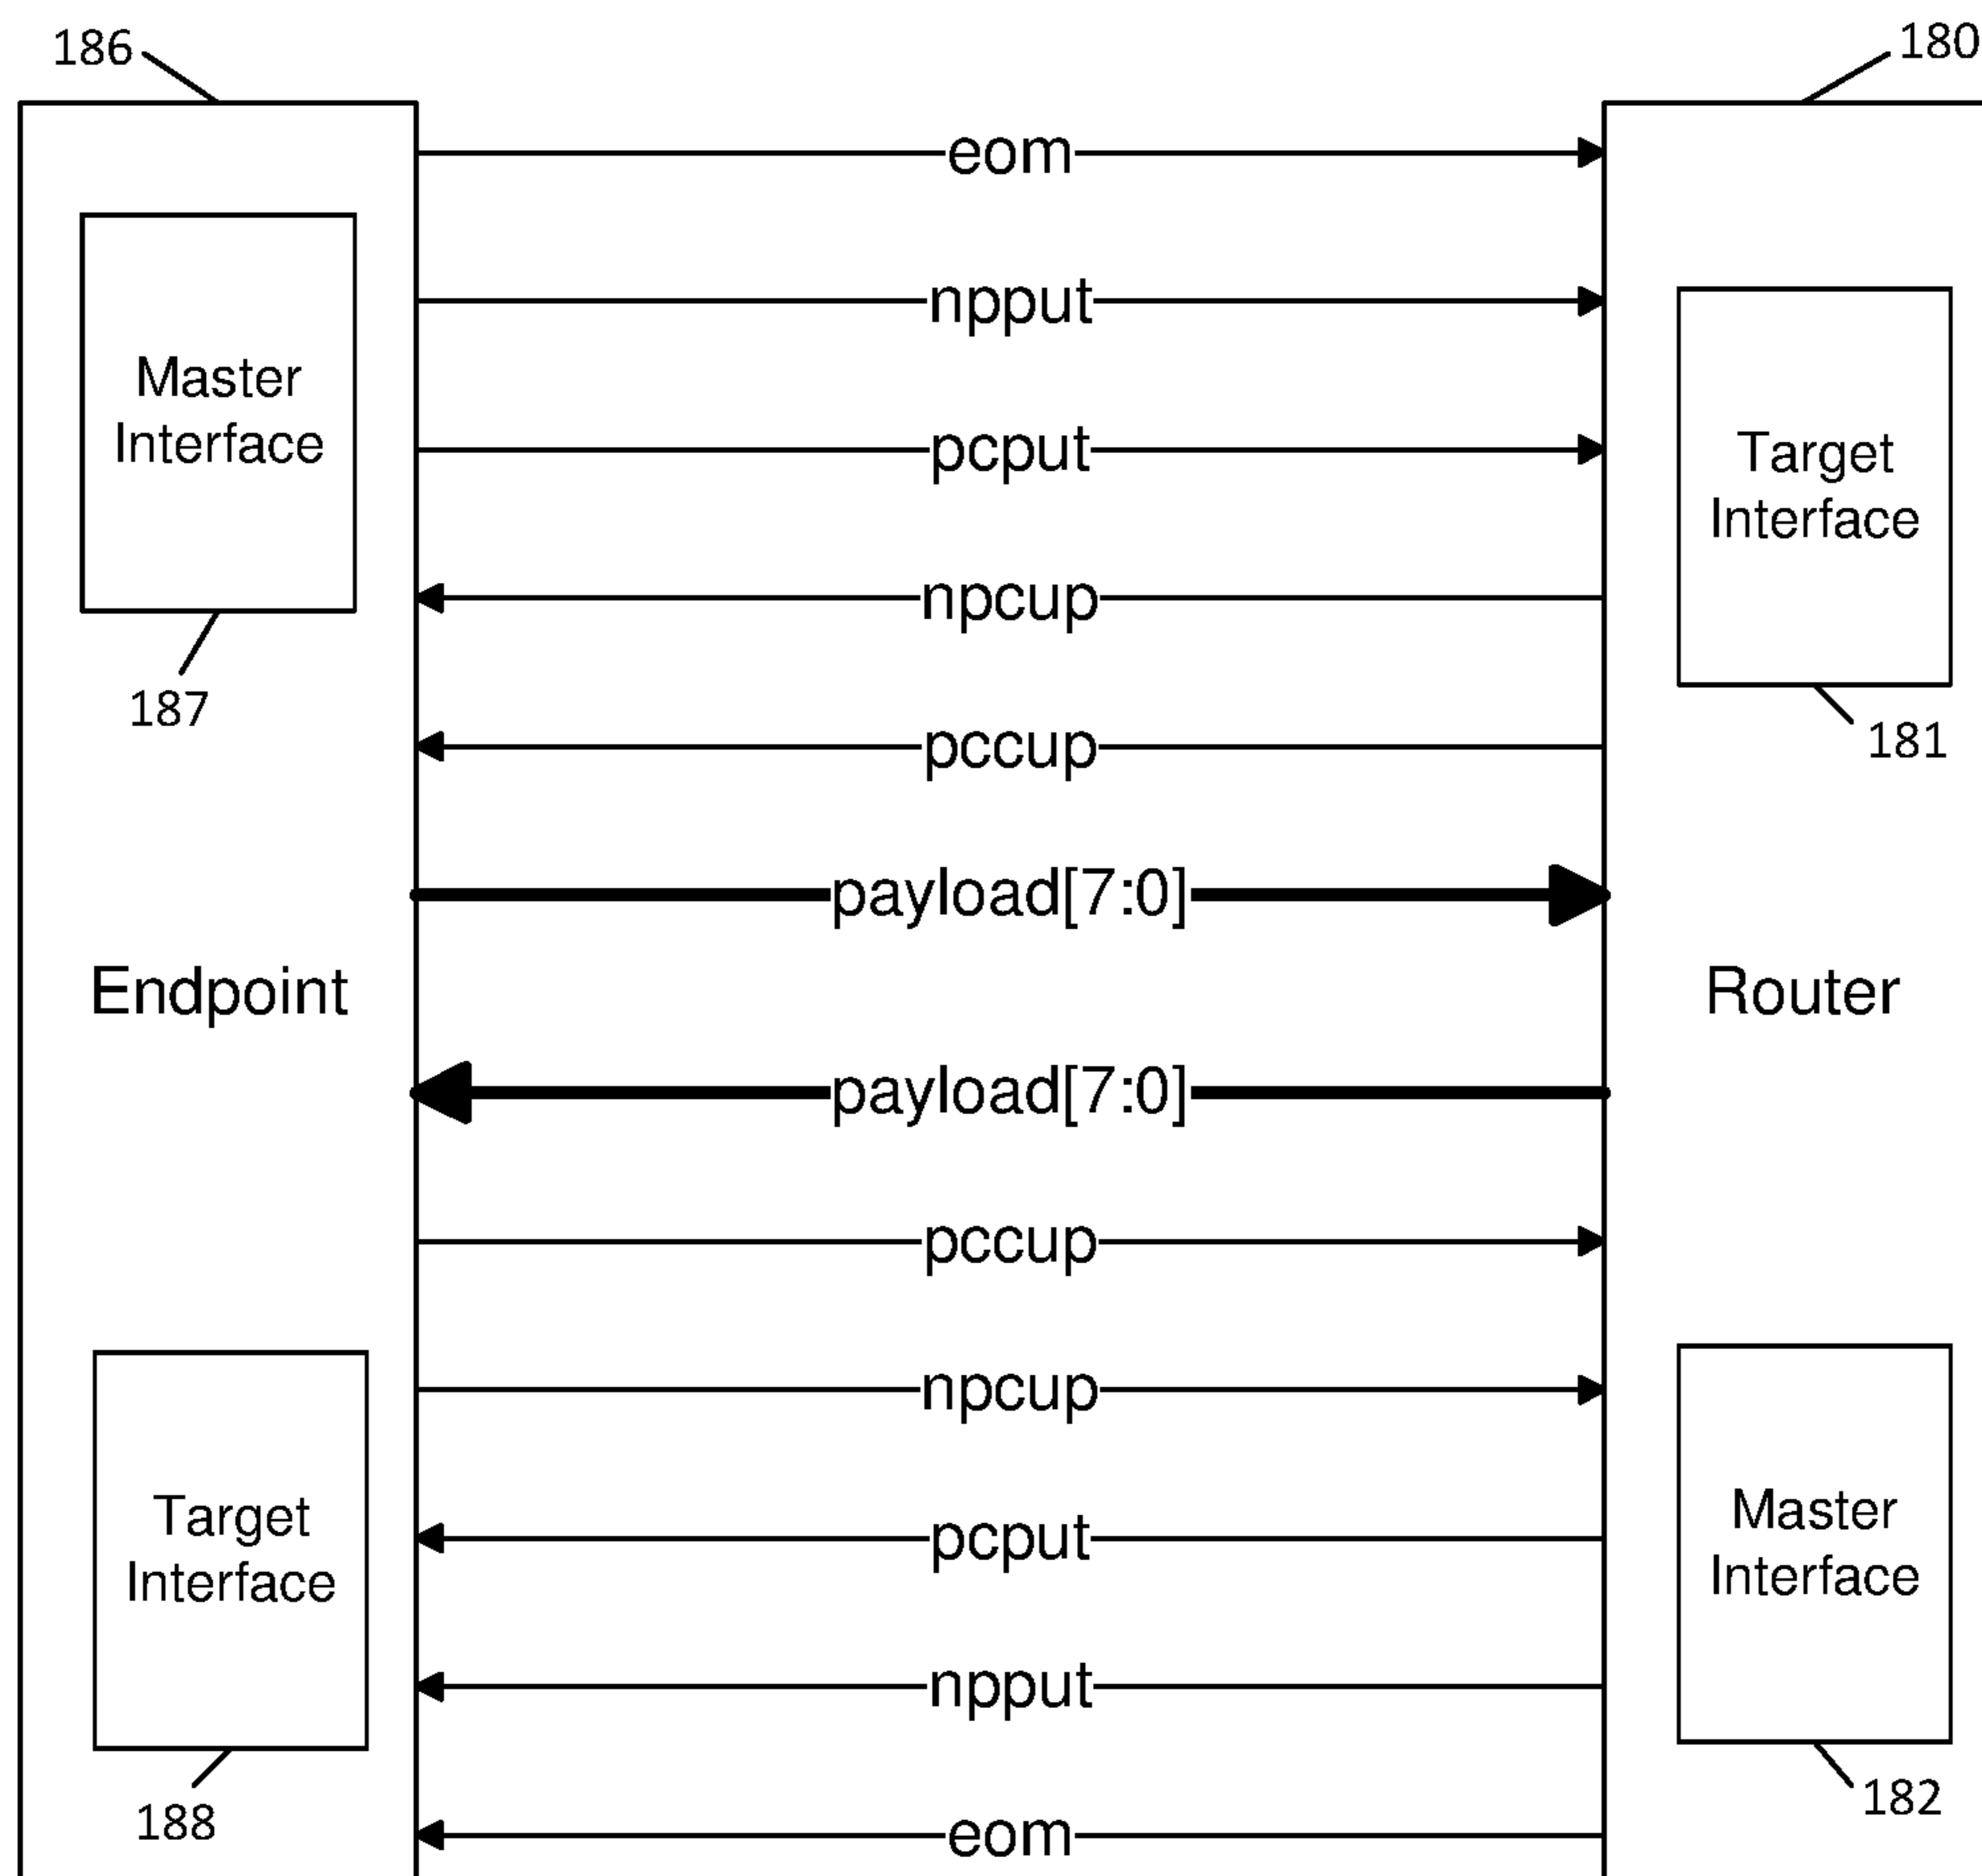 186
180
eom
npput
Master
Interface
pcput
Target
Interface
npcup
187
181
pccup
payload[7:0]
Endpoint
Router
payload[7:0]
pccup
npcup
Target
Interface
Master
Interface
pcput
npput
188
182
eom